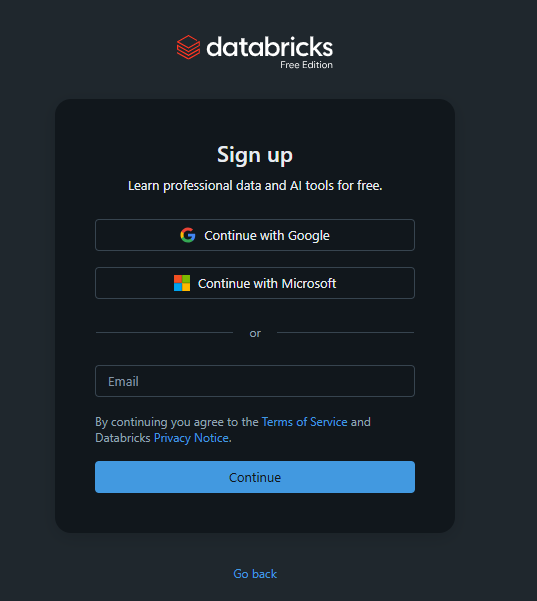 databricks
Free Edition
Sign up
Learn professional data and AI tools for free.
Continue with Google
Continue with Microsoft
or
Email
By continuing you agree to the Terms of Service and
Databricks Privacy Notice.
Continue
Go back